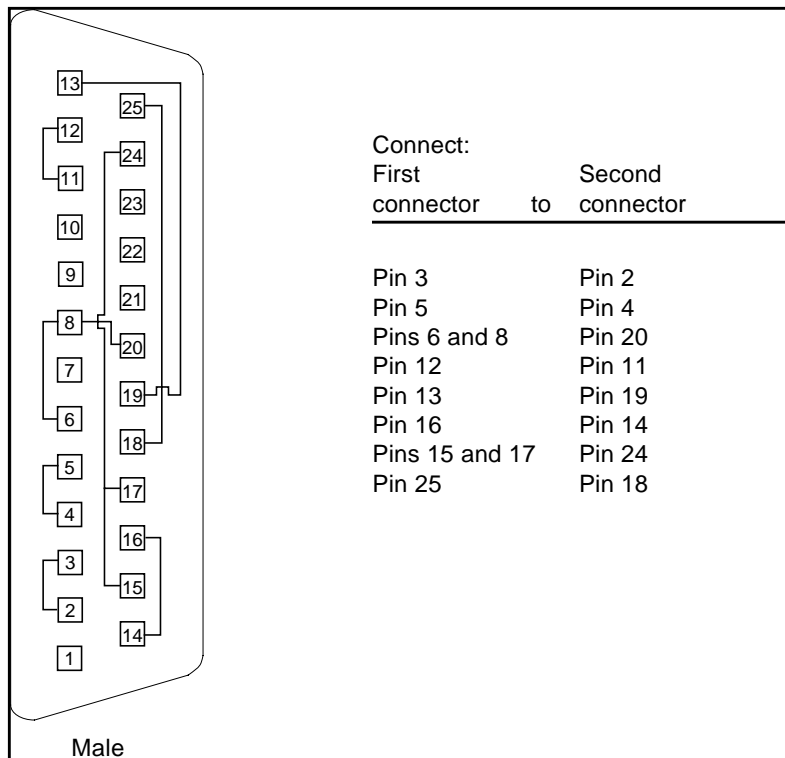 13
25
12
24
11
23
10
22
9
21
8
20
7
19
6
18
5
17
4
16
3
15
2
14
1
Male
Connect:
First Second
connector to connector
Pin 3 Pin 2
Pin 5 Pin 4
Pins 6 and 8 Pin 20
Pin 12 Pin 11
Pin 13 Pin 19
Pin 16 Pin 14
Pins 15 and 17 Pin 24
Pin 25 Pin 18